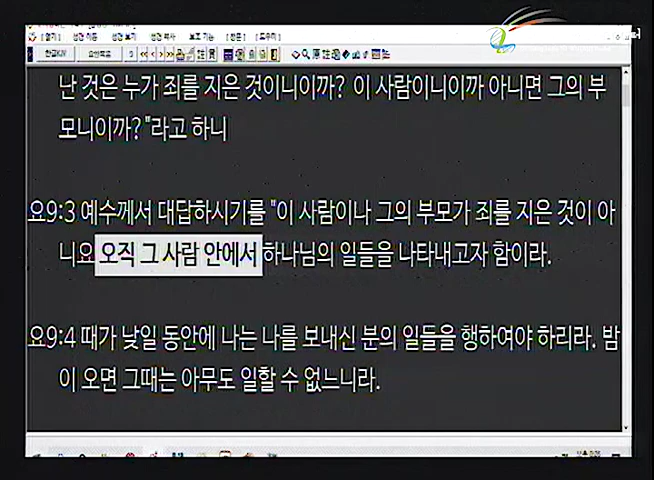 난 것은 누가 죄를 지은 것이니이까? 이 사람이니이까 아니면 그의 부
모니이까?"라고 하니
요9:3 예수께서 대답하시기를 "이 사람이나 그의 부모가 죄를 지은 것이 아
니요 오직 그 사람 안에서 하나님의 일들을 나타내고자 함이라.
요9:4 때가 낮일 동안에 나는 나를 보내신 분의 일들을 행하여야 하리라. 밤
이 오면 그때는 아무도 일할 수 없느니라.